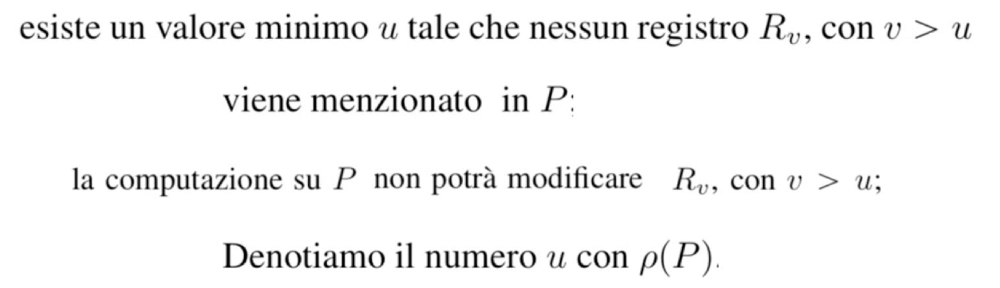 esiste un valore minimo u tale che nessun registro R_v, con v > u
viene menzionato in P;
la computazione su P non potrà modificare R_v, con v > u;
Denotiamo il numero u con ρ(P).